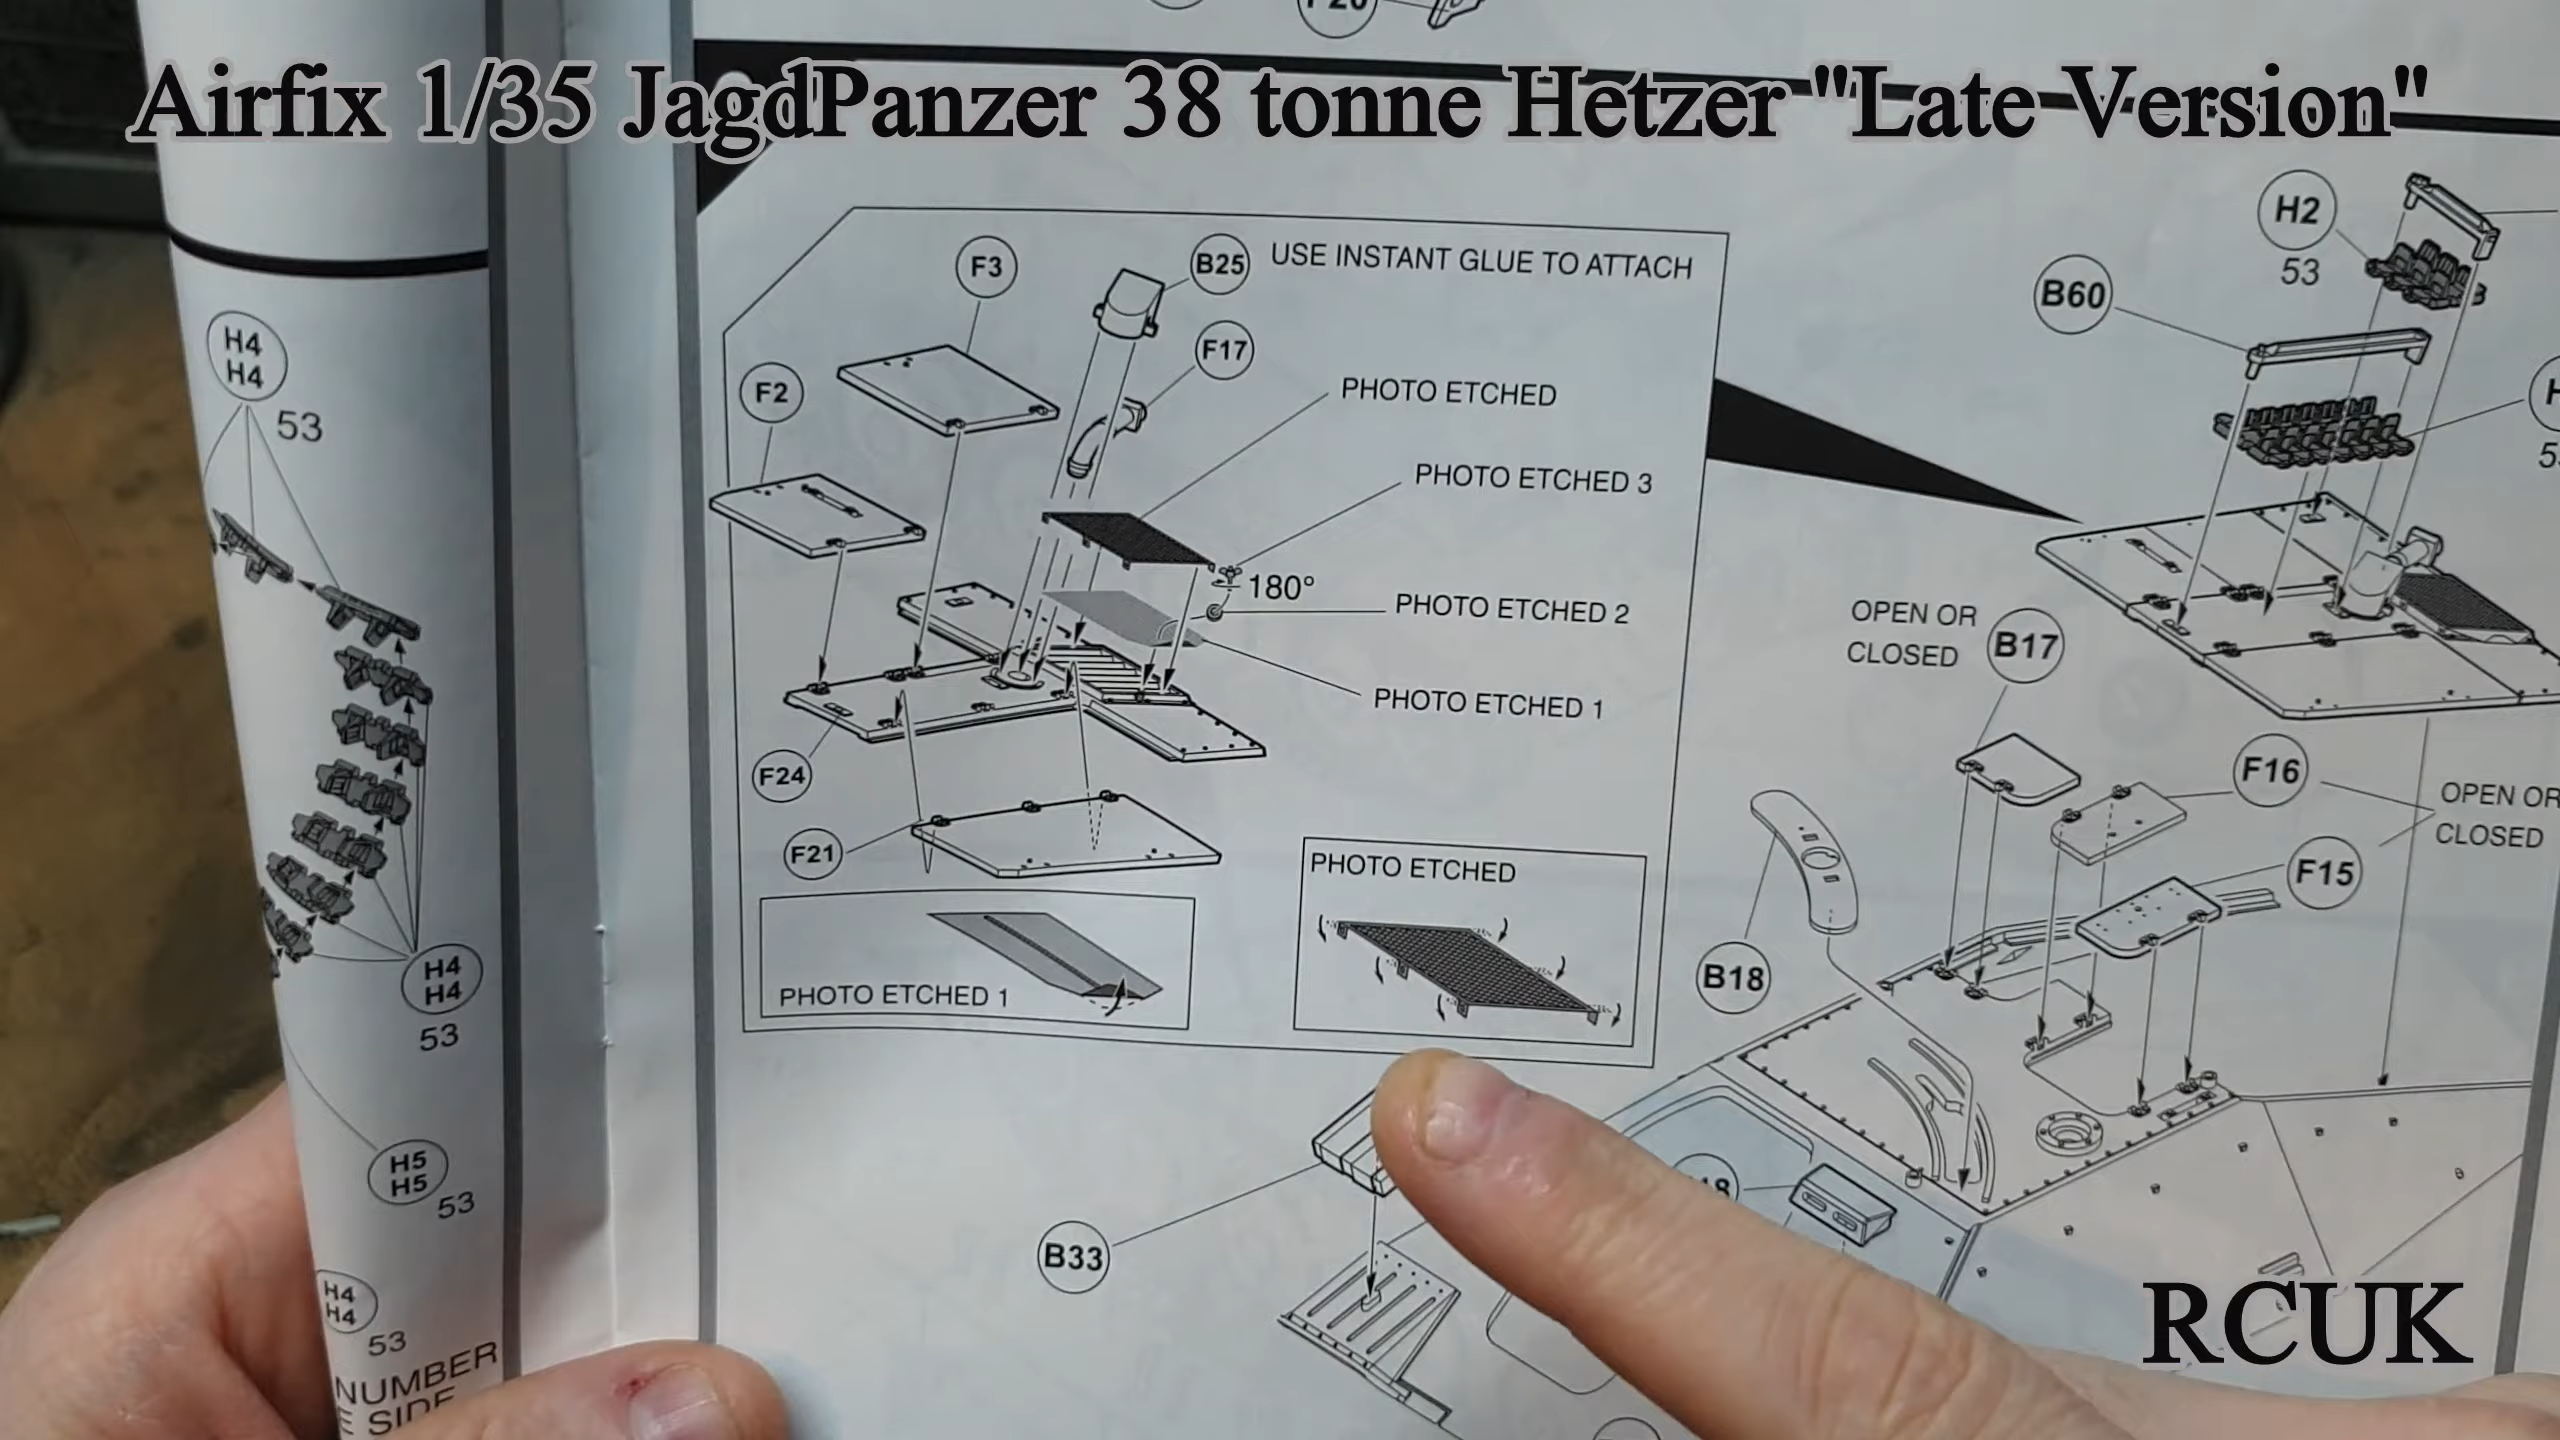 Airfix 1/35 JagdPanzer 38 tonne Hetzer "Late Version"
H4
H4
53
H4
H4
53
H5
H5
53
H4
H4
53
NUMBER
E SIDE
USE INSTANT GLUE TO ATTACH
F3
B25
F17
F2
PHOTO ETCHED
PHOTO ETCHED 3
180°
PHOTO ETCHED 2
PHOTO ETCHED 1
F24
F21
PHOTO ETCHED 1
PHOTO ETCHED
H2
53
B60
OPEN OR
CLOSED
B17
F16
OPEN OR
CLOSED
F15
B18
B33
RCUK